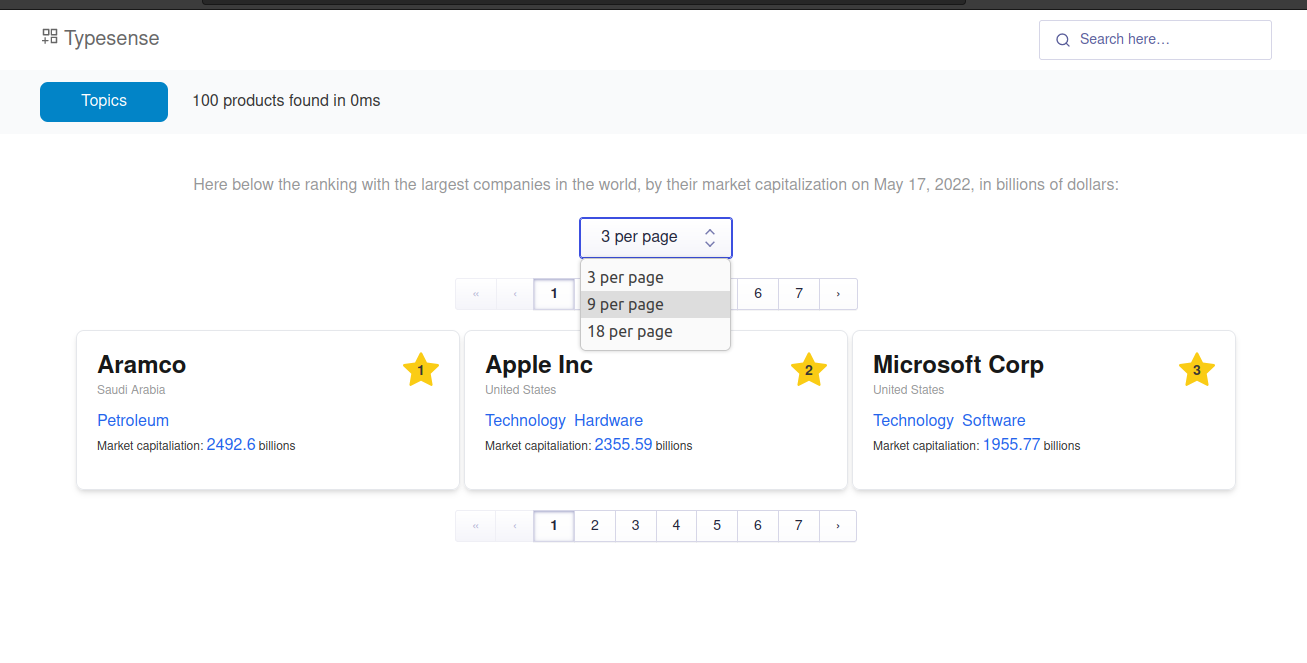 Typesense
Search here…
Topics
100 products found in 0ms
Here below the ranking with the largest companies in the world, by their market capitalization on May 17, 2022, in billions of dollars:
3 per page
3 per page
9 per page
18 per page
« ‹ 1 6 7 ›
Aramco
1
Saudi Arabia
Petroleum
Market capitaliation: 2492.6 billions
Apple Inc
2
United States
Technology Hardware
Market capitaliation: 2355.59 billions
Microsoft Corp
3
United States
Technology Software
Market capitaliation: 1955.77 billions
« ‹ 1 2 3 4 5 6 7 ›